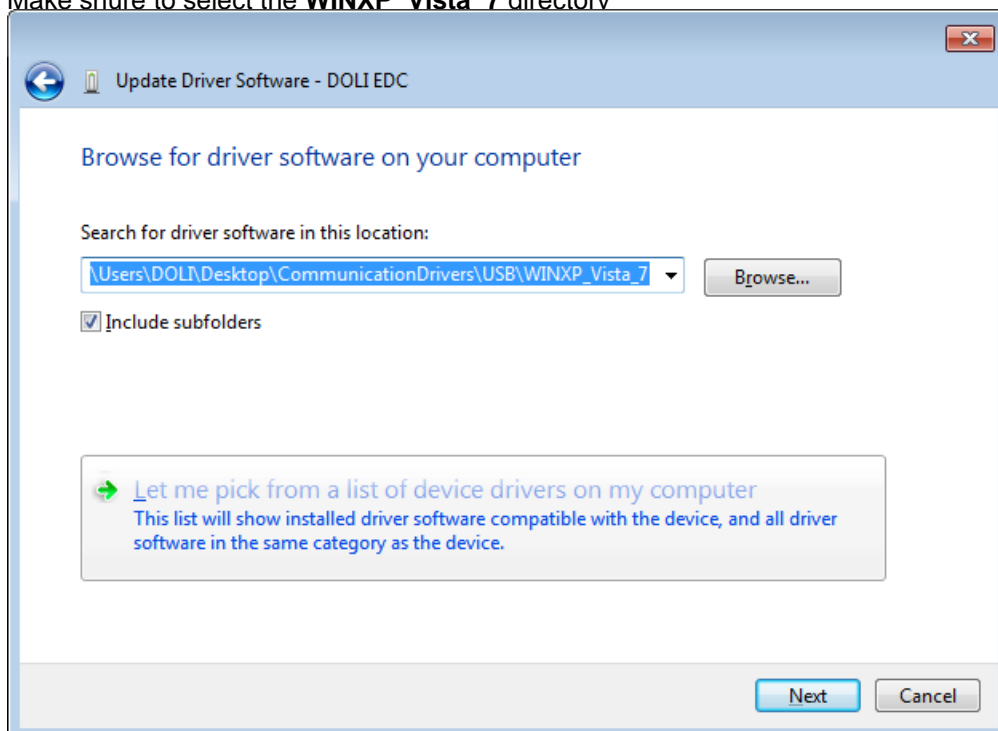 Make shure to select the WINXP_Vista_7 directory
Update Driver Software - DOLI EDC
Browse for driver software on your computer
Search for driver software in this location:
\Users\DOLI\Desktop\CommunicationDrivers\USB\WINXP_Vista_7
Browse...
Include subfolders
Let me pick from a list of device drivers on my computer
This list will show installed driver software compatible with the device, and all driver
software in the same category as the device.
Next
Cancel